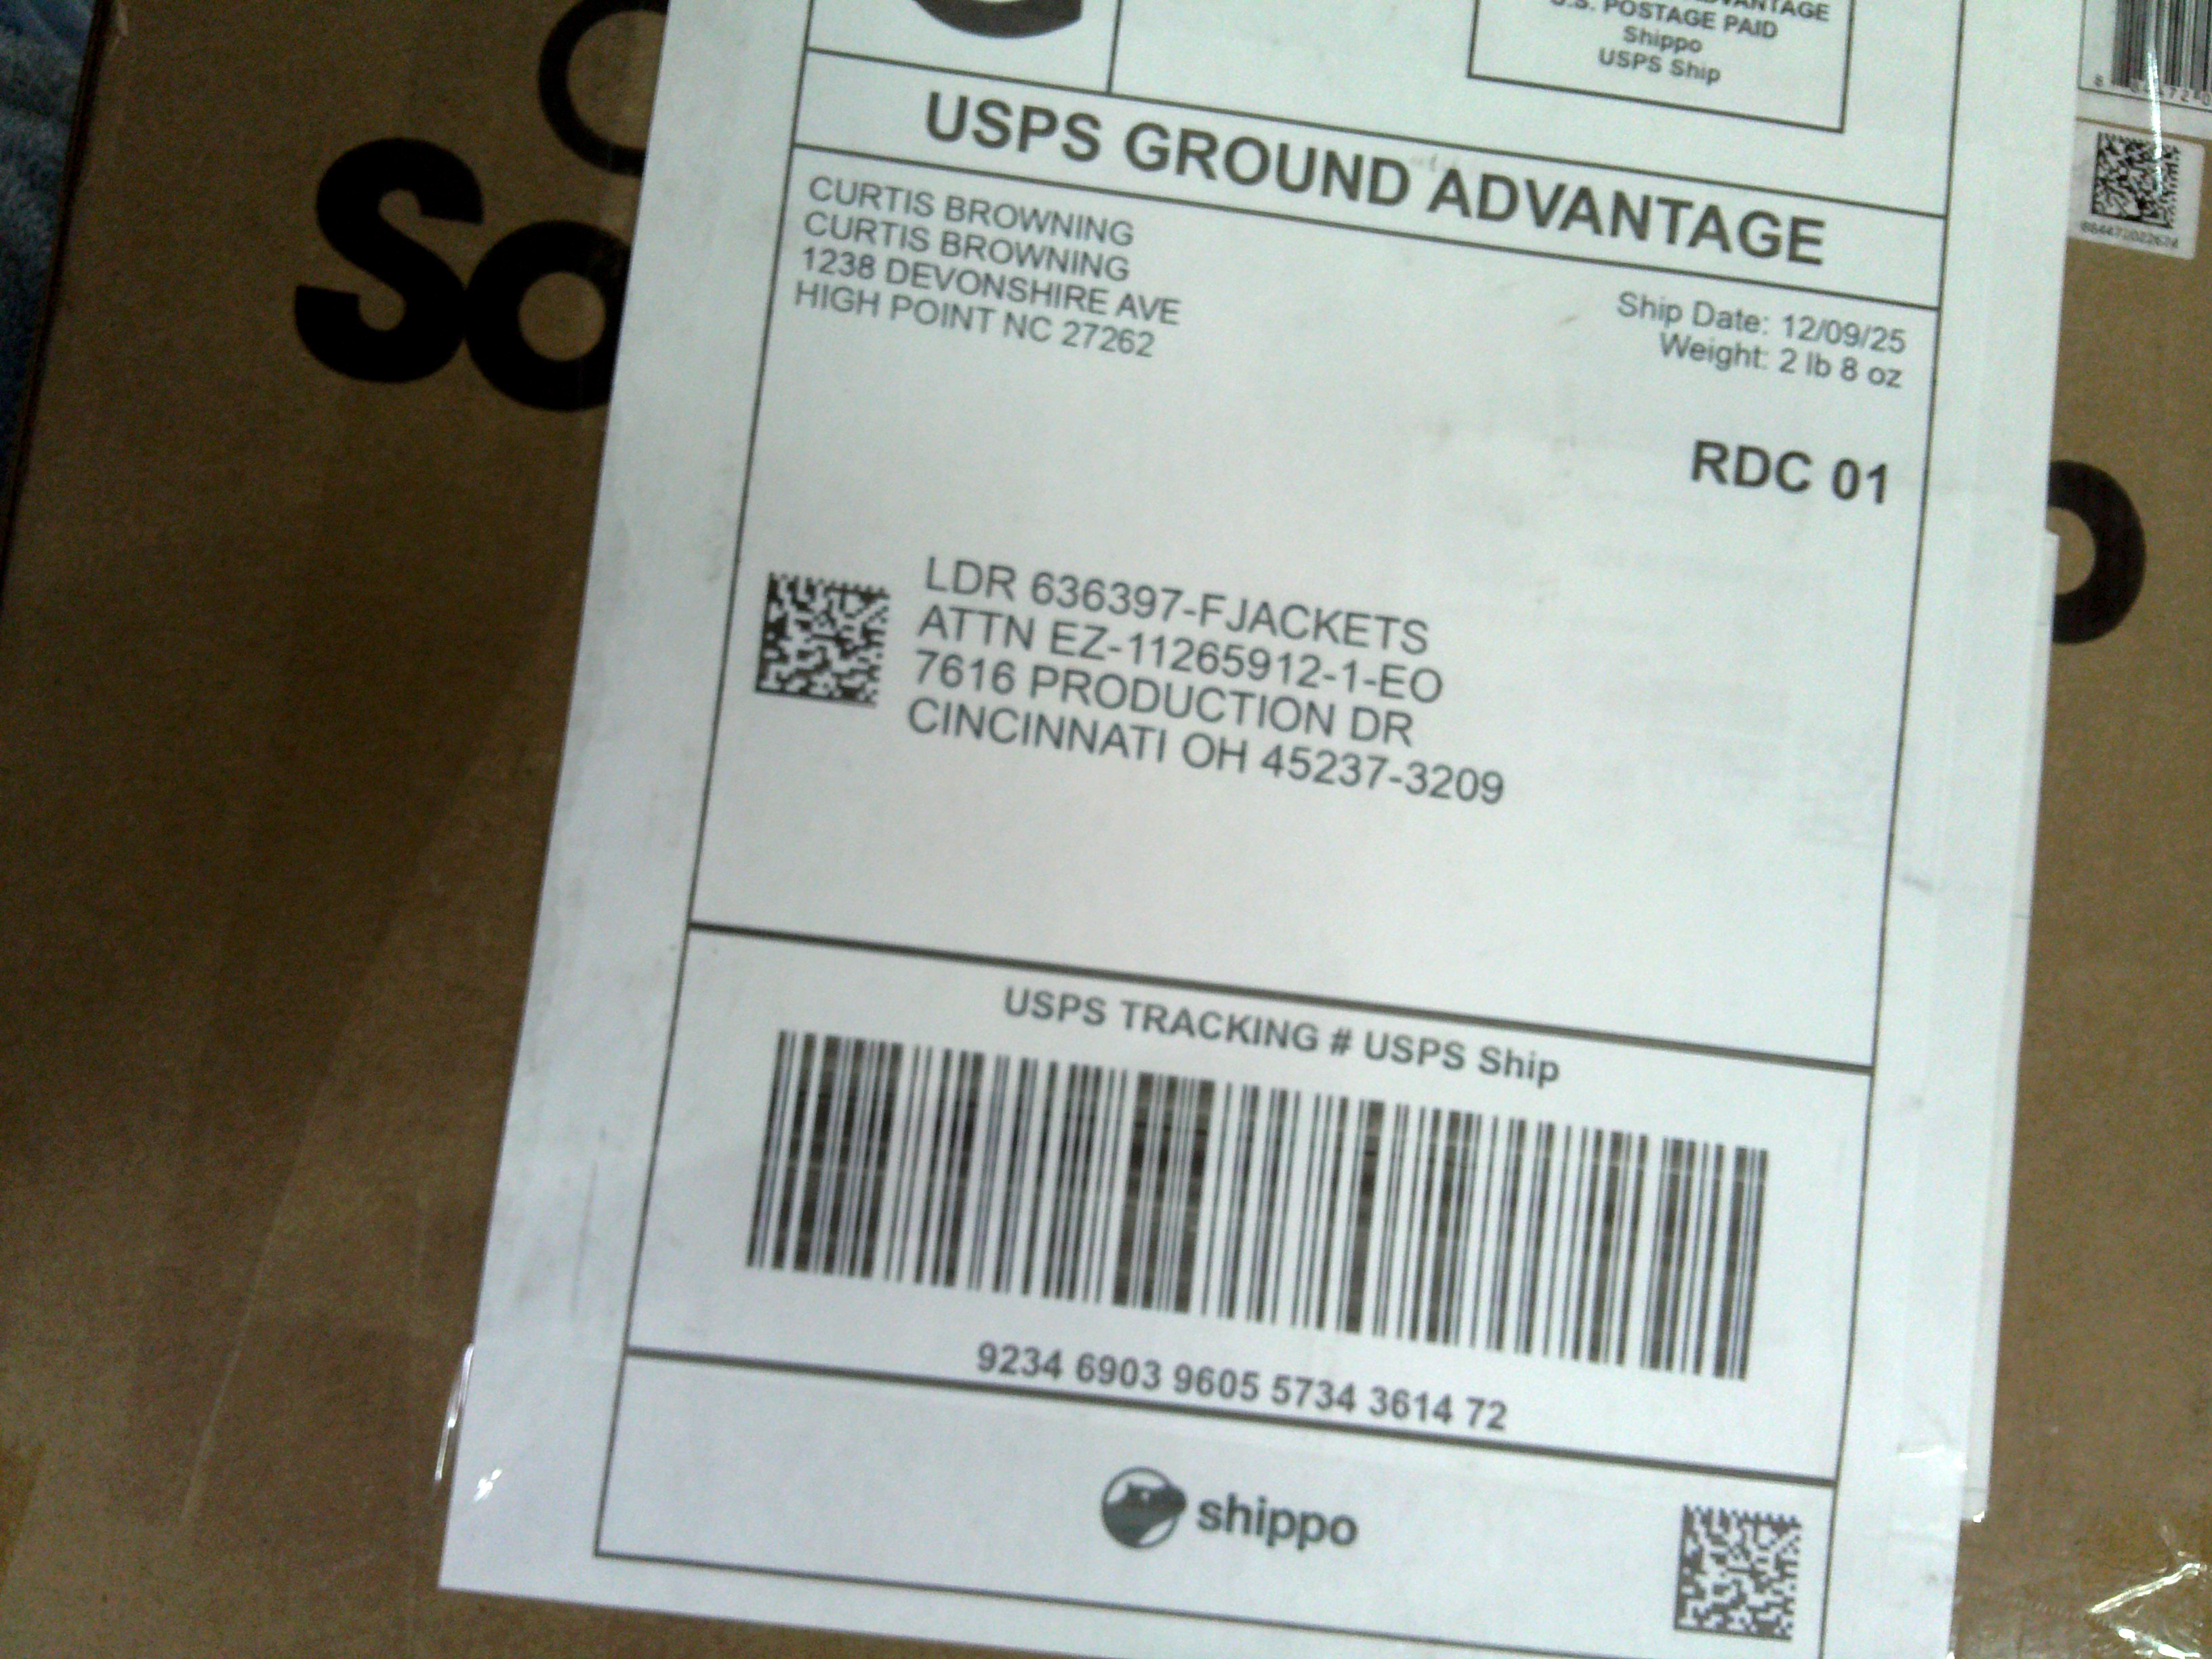 ADVANTAGE
U.S. POSTAGE PAID
Shippo
USPS Ship
USPS GROUND ADVANTAGE
CURTIS BROWNING
CURTIS BROWNING
1238 DEVONSHIRE AVE
HIGH POINT NC 27262
Ship Date: 12/09/25
Weight: 2 lb 8 oz
RDC 01
LDR 636397-FJACKETS
ATTN EZ-11265912-1-EO
7616 PRODUCTION DR
CINCINNATI OH 45237-3209
USPS TRACKING # USPS Ship
9234 6903 9605 5734 3614 72
shippo
So